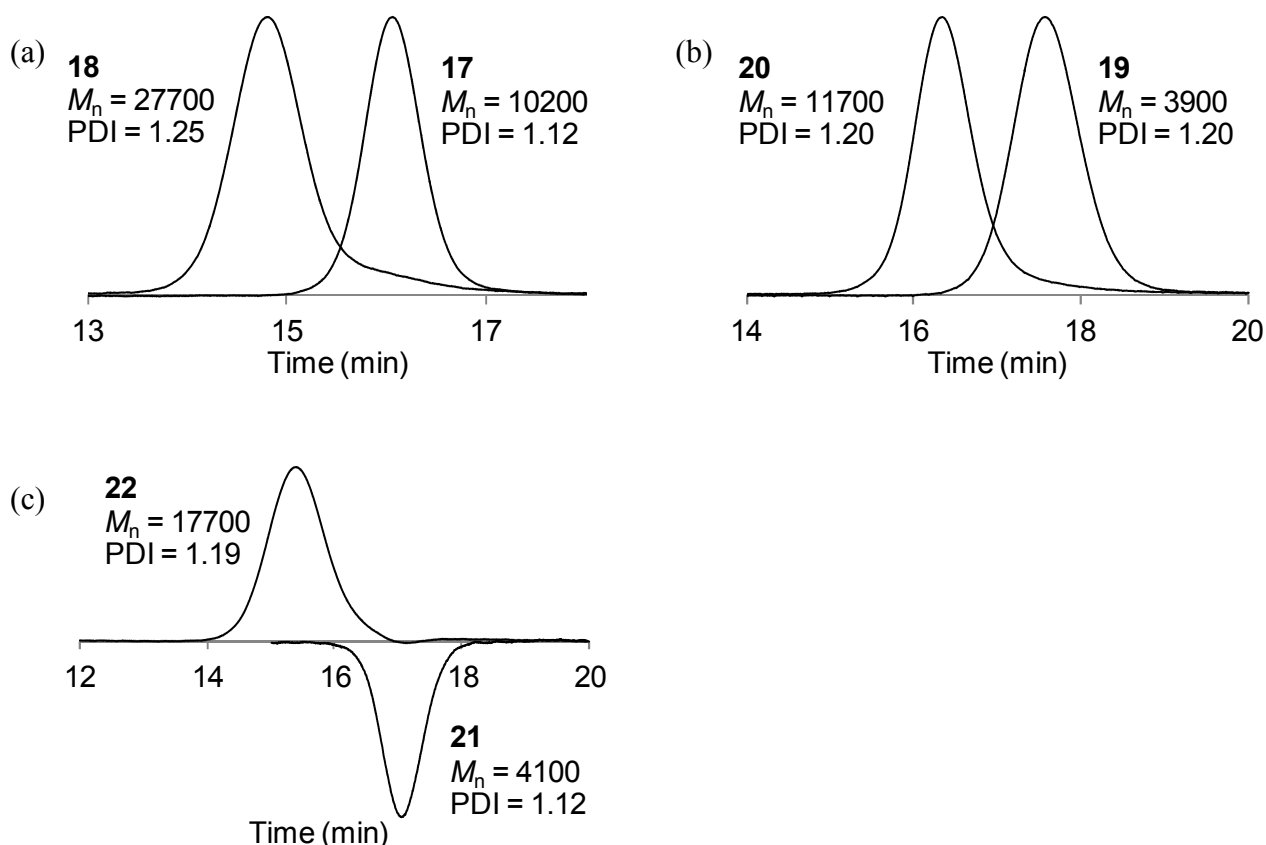 (a)
18
Mn = 27700
PDI = 1.25
17
Mn = 10200
PDI = 1.12
13 15 17
Time (min)
(b)
20
Mn = 11700
PDI = 1.20
19
Mn = 3900
PDI = 1.20
14 16 18 20
Time (min)
(c)
22
Mn = 17700
PDI = 1.19
12 14 16 18 20
21
Mn = 4100
PDI = 1.12
Time (min)